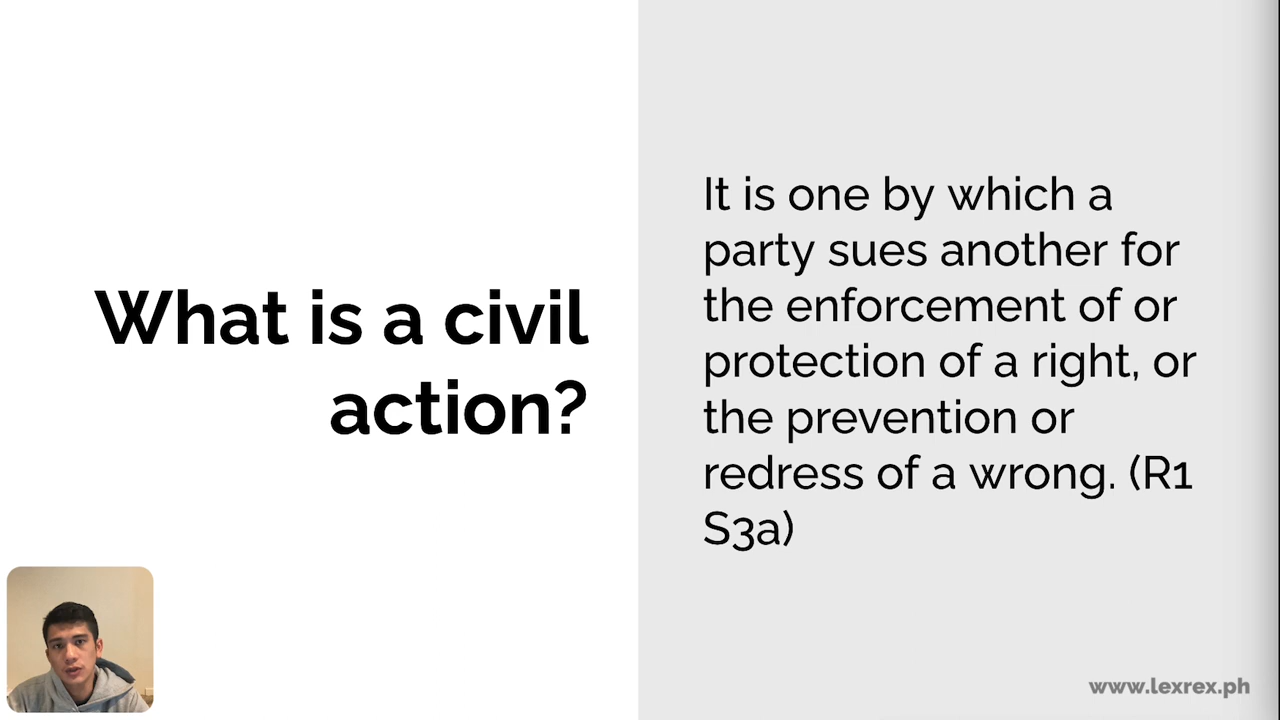 What is a civil
action?
It is one by which a
party sues another for
the enforcement of or
protection of a right, or
the prevention or
redress of a wrong. (R1
S3a)
www.lexrex.ph